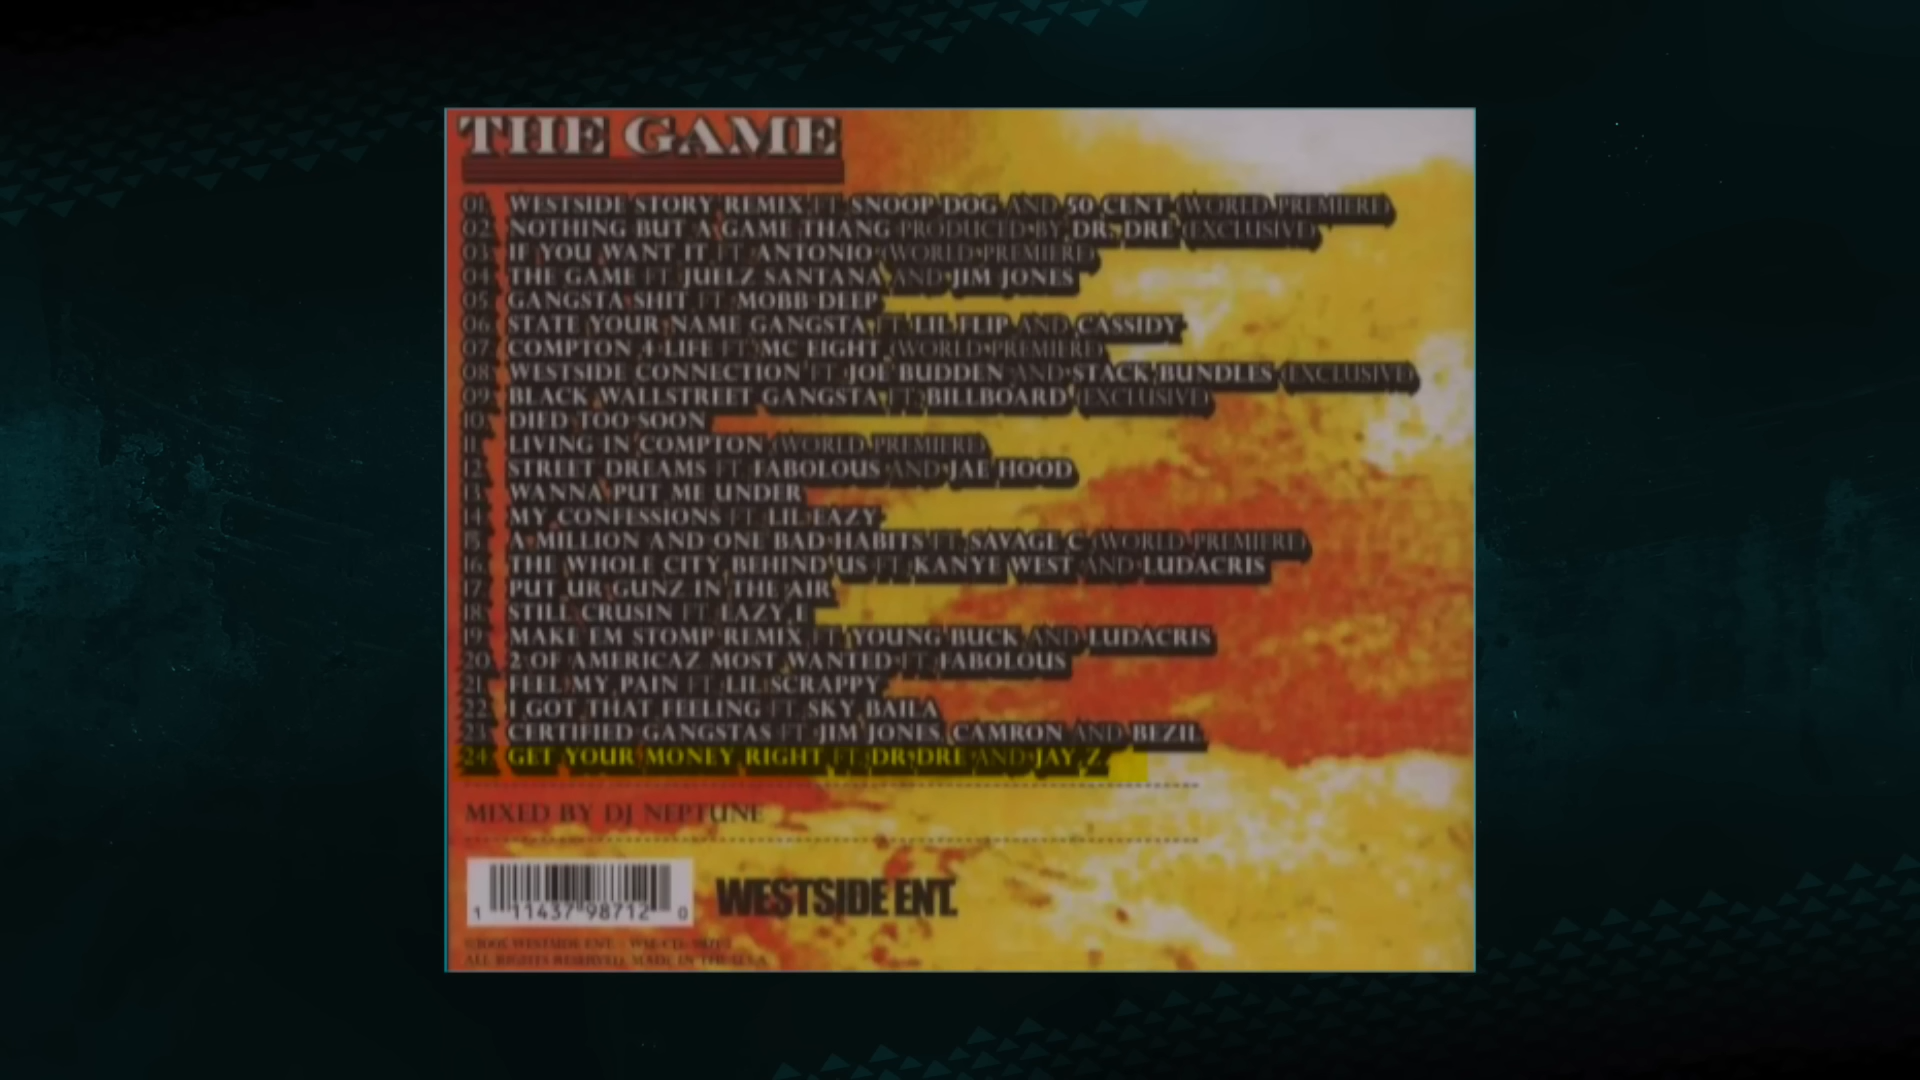 THE GAME
01. WESTSIDE STORY REMIX FT. SNOOP DOG AND 50 CENT (WORLD PREMIERE)
02. NOTHING BUT A GAME THANG PRODUCED BY DR. DRE (EXCLUSIVE)
03. IF YOU WANT IT FT. ANTONIO (WORLD PREMIERE)
04. THE GAME FT. JUELZ SANTANA AND JIM JONES
05. GANGSTA SHIT FT. MOBB DEEP
06. STATE YOUR NAME GANGSTA FT. LIL FLIP AND CASSIDY
07. COMPTON 4 LIFE FT. MC EIGHT (WORLD PREMIERE)
08. WESTSIDE CONNECTION FT. JOE BUDDEN AND STACK BUNDLES (EXCLUSIVE)
09. BLACK WALLSTREET GANGSTA FT. BILLBOARD (EXCLUSIVE)
10. DIED TOO SOON
11. LIVING IN COMPTON (WORLD PREMIERE)
12. STREET DREAMS FT. FABOLOUS AND JAE HOOD
13. WANNA PUT ME UNDER
14. MY CONFESSIONS FT. LIL EAZY
15. A MILLION AND ONE BAD HABITS FT. SAVAGE C (WORLD PREMIERE)
16. THE WHOLE CITY BEHIND US FT. KANYE WEST AND LUDACRIS
17. PUT UR GUNZ IN THE AIR
18. STILL CRUSIN FT. EAZY E
19. MAKE EM STOMP REMIX FT. YOUNG BUCK AND LUDACRIS
20. 2 OF AMERICAZ MOST WANTED FT. FABOLOUS
21. FEEL MY PAIN FT. LIL SCRAPPY
22. I GOT THAT FEELING FT. SKY BAILA
23. CERTIFIED GANGSTAS FT. JIM JONES, CAMRON AND BEZIL
24. GET YOUR MONEY RIGHT FT. DR. DRE AND JAY Z
MIXED BY DJ NEPTUNE
1 11437 98712 0
WESTSIDE ENT.
WESTSIDE ENT.
ALL RIGHTS RESERVED. MADE IN THE U.S.A.